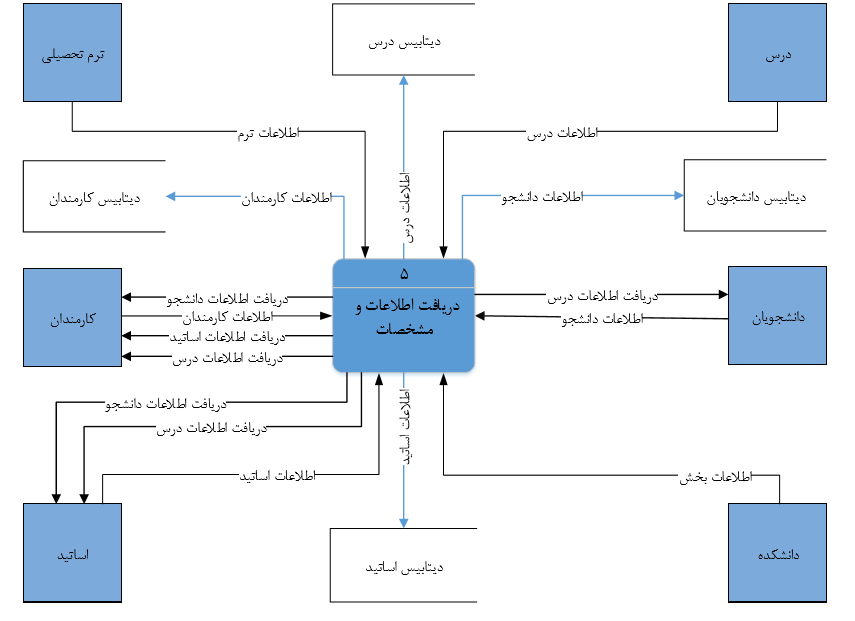 درس
دیتابیس درس
ترم تحصیلی
اطلاعات درس
اطلاعات ترم
دیتابیس دانشجویان
اطلاعات دانشجو
اطلاعات درس
اطلاعات کارمندان
دیتابیس کارمندان
۵
دریافت اطلاعات و
مشخصات
دانشجویان
دریافت اطلاعات درس
اطلاعات دانشجو
کارمندان
دریافت اطلاعات دانشجو
اطلاعات کارمندان
دریافت اطلاعات اساتید
دریافت اطلاعات درس
دریافت اطلاعات دانشجو
دریافت اطلاعات درس
اطلاعات اساتید
اطلاعات اساتید
اطلاعات بخش
دانشکده
دیتابیس اساتید
اساتید